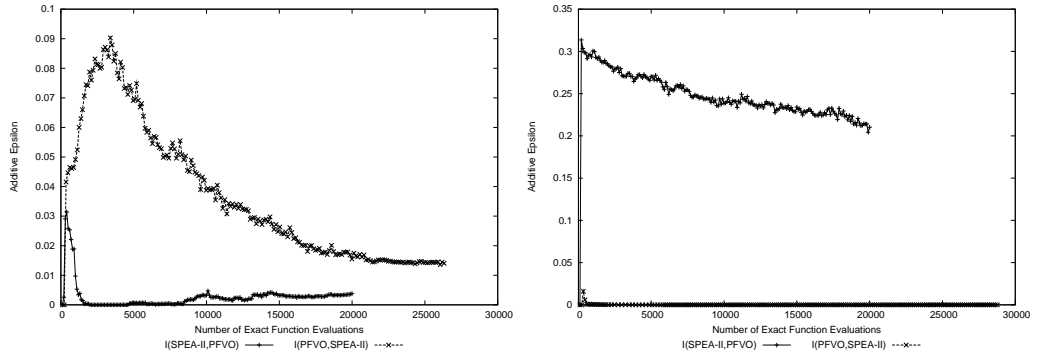 0.1
0.09
0.08
0.07
0.06
0.05
0.04
0.03
0.02
0.01
0
Additive Epsilon
0 5000 10000 15000 20000 25000 30000
Number of Exact Function Evaluations
I(SPEA-II,PFVO) I(PFVO,SPEA-II)
0.35
0.3
0.25
0.2
0.15
0.1
0.05
0
Additive Epsilon
0 5000 10000 15000 20000 25000 30000
Number of Exact Function Evaluations
I(SPEA-II,PFVO) I(PFVO,SPEA-II)